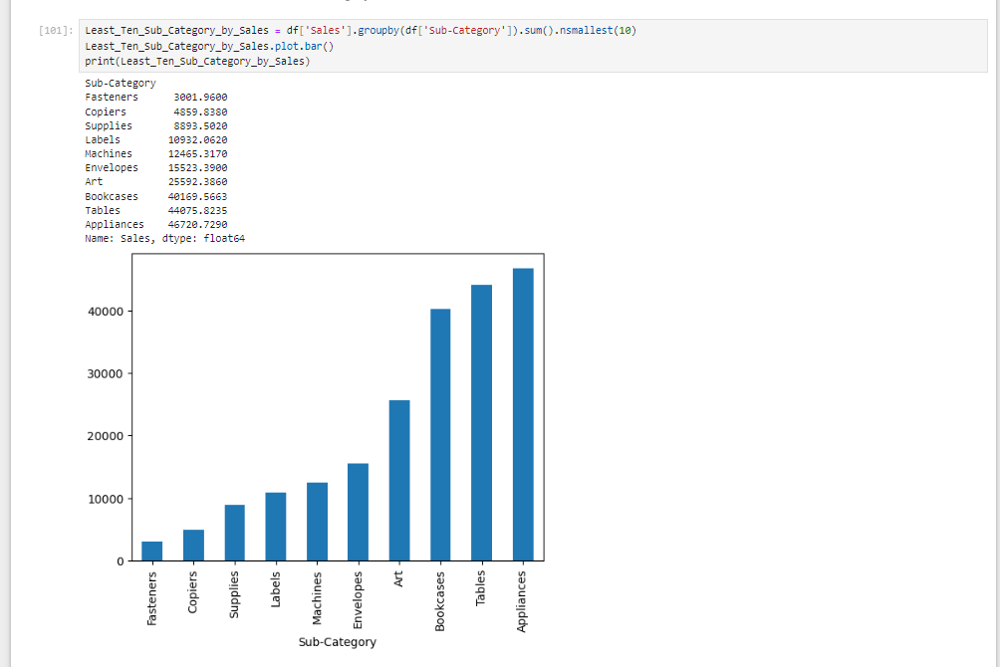 [101]: Least_Ten_Sub_Category_by_Sales = df['Sales'].groupby(df['Sub-Category']).sum().nsmallest(10)
Least_Ten_Sub_Category_by_Sales.plot.bar()
print(Least_Ten_Sub_Category_by_Sales)
Sub-Category
Fasteners 3001.9600
Copiers 4859.8380
Supplies 8893.5020
Labels 10932.0620
Machines 12465.3170
Envelopes 15523.3900
Art 25592.3860
Bookcases 40169.5663
Tables 44075.8235
Appliances 46720.7290
Name: Sales, dtype: float64
40000
30000
20000
10000
0
Fasteners
Copiers
Supplies
Labels
Machines
Envelopes
Art
Bookcases
Tables
Appliances
Sub-Category